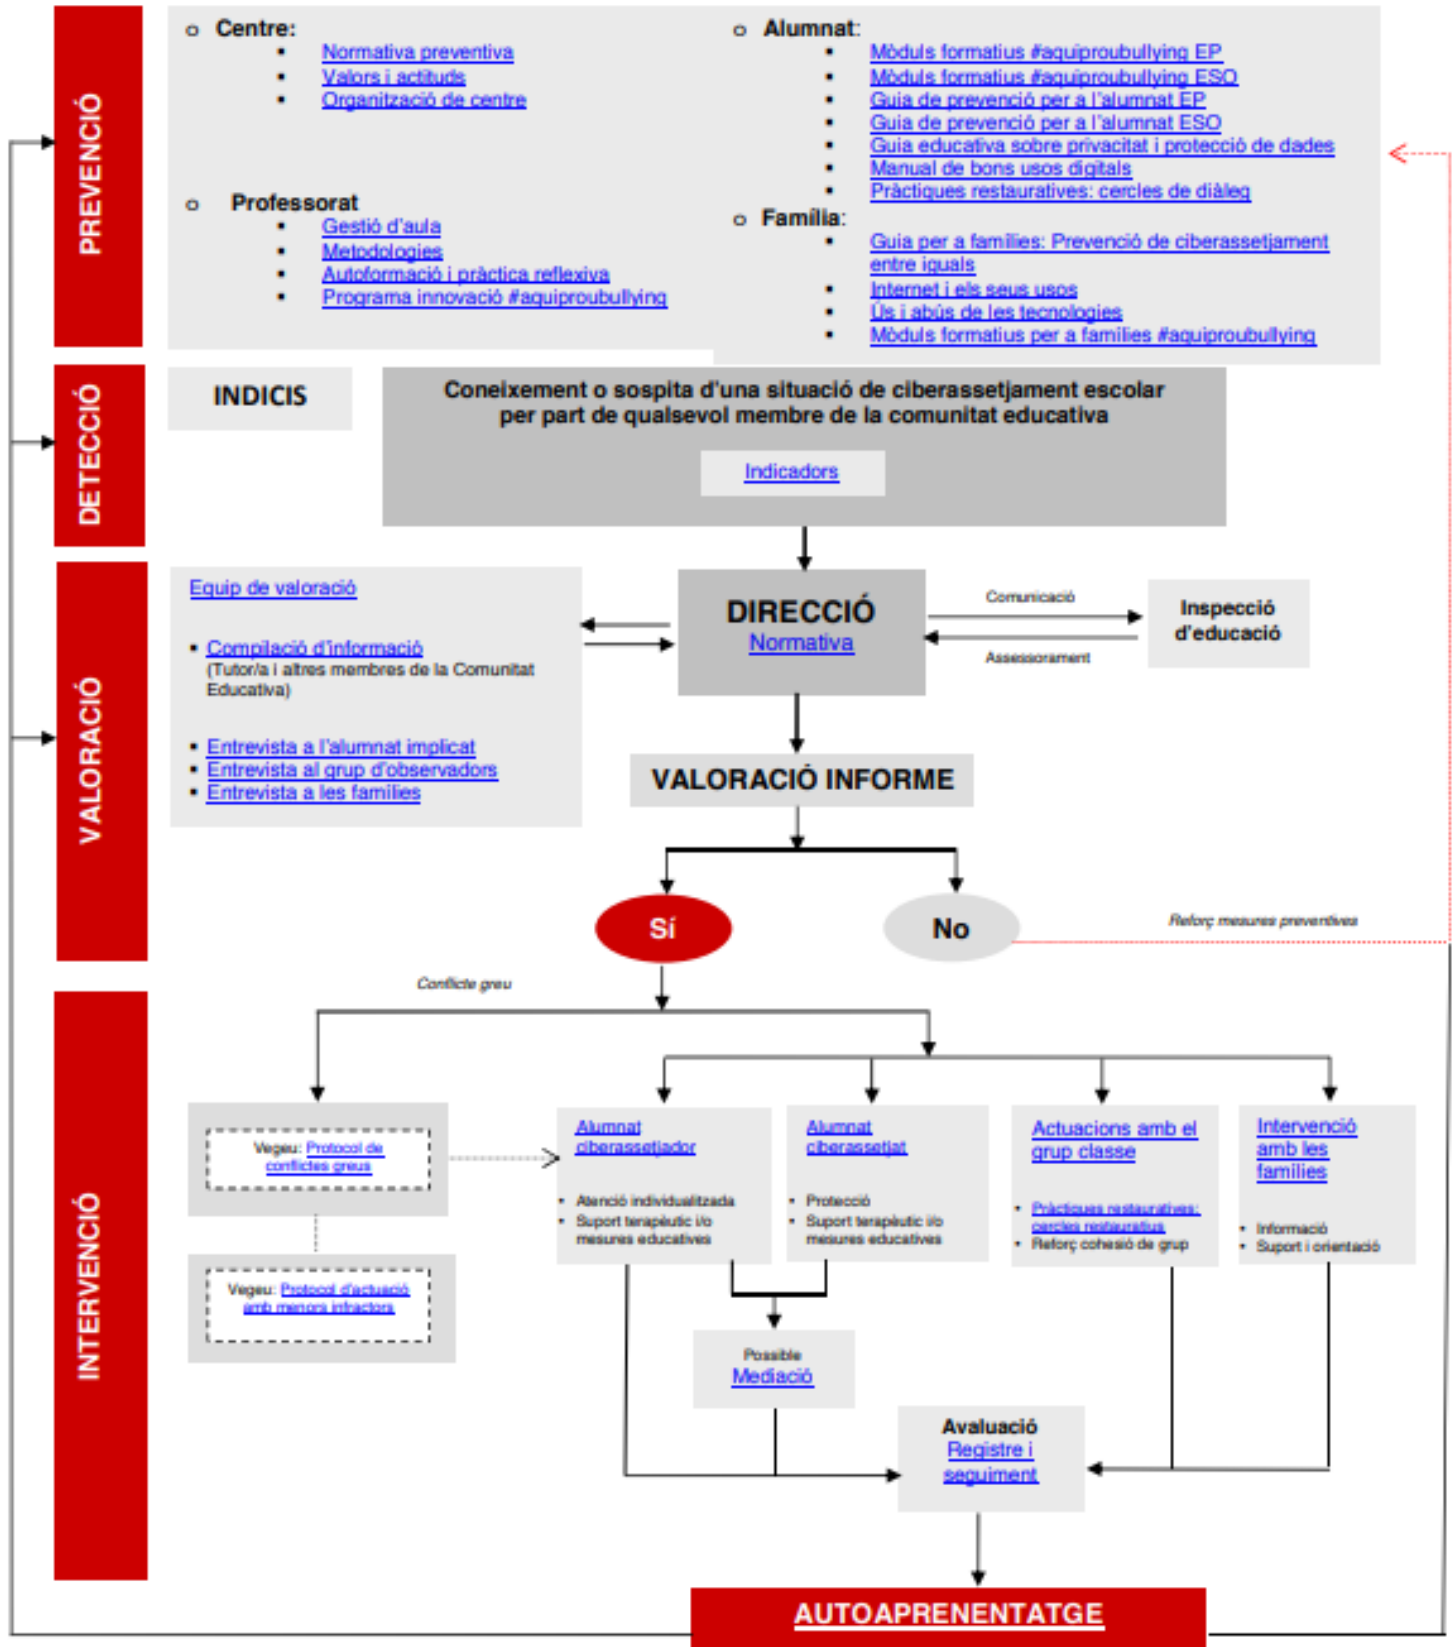 PREVENCIÓ
o Centre:
▪ Normativa preventiva
▪ Valors i actituds
▪ Organització de centre
o Professorat
▪ Gestió d'aula
▪ Metodologies
▪ Autoformació i pràctica reflexiva
▪ Programa innovació #aquiproubullying
o Alumnat:
▪ Mòduls formatius #aquiproubullying EP
▪ Mòduls formatius #aquiproubullying ESO
▪ Guia de prevenció per a l'alumnat EP
▪ Guia de prevenció per a l'alumnat ESO
▪ Guia educativa sobre privacitat i protecció de dades
▪ Manual de bons usos digitals
▪ Pràctiques restauratives: cercles de diàleg
o Família:
▪ Guia per a famílies: Prevenció de ciberassetjament
entre iguals
▪ Internet i els seus usos
▪ Ús i abús de les tecnologies
▪ Mòduls formatius per a famílies #aquiproubullying
DETECCIÓ
INDICIS
Coneixement o sospita d'una situació de ciberassetjament escolar
per part de qualsevol membre de la comunitat educativa
Indicadors
VALORACIÓ
Equip de valoració
▪ Compilació d'informació
(Tutor/a i altres membres de la Comunitat
Educativa)
▪ Entrevista a l'alumnat implicat
▪ Entrevista al grup d'observadors
▪ Entrevista a les famílies
DIRECCIÓ
Normativa
Comunicació
Assessorament
Inspecció
d'educació
VALORACIÓ INFORME
Sí
No
Reforç mesures preventives
INTERVENCIÓ
Conflicte greu
Vegeu: Protocol de
conflictes greus
Vegeu: Protocol d'actuació
amb menors infractors
Alumnat
ciberassetjador
▪ Atenció individualitzada
▪ Suport terapèutic i/o
mesures educatives
Alumnat
ciberassetjat
▪ Protecció
▪ Suport terapèutic i/o
mesures educatives
Actuacions amb el
grup classe
▪ Pràctiques restauratives:
cercles restauratius
▪ Reforç cohesió de grup
Intervenció
amb les
famílies
▪ Informació
▪ Suport i orientació
Possible
Mediació
Avaluació
Registre i
seguiment
AUTOAPRENENTATGE